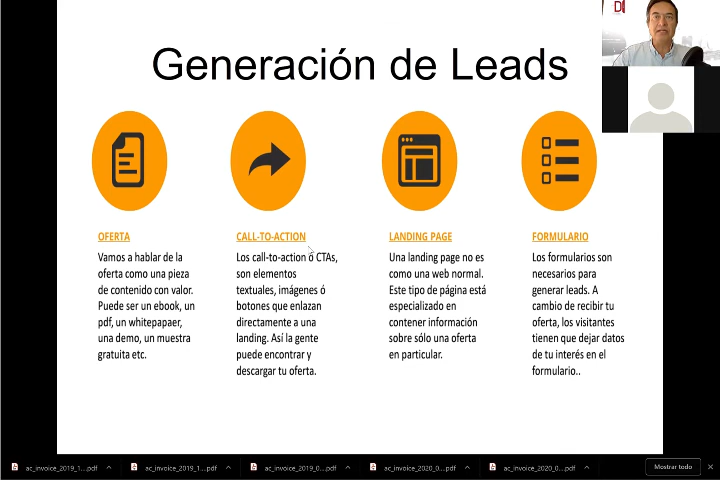 D
Generación de Leads
OFERTA
Vamos a hablar de la
oferta como una pieza
de contenido con valor.
Puede ser un ebook, un
pdf, un whitepapaer,
una demo, un muestra
gratuita etc.
CALL-TO-ACTION
Los call-to-action ó CTAs,
son elementos
textuales, imágenes ó
botones que enlazan
directamente a una
landing. Así la gente
puede encontrar y
descargar tu oferta.
LANDING PAGE
Una landing page no es
como una web normal.
Este tipo de página está
especializado en
contener información
sobre sólo una oferta
en particular.
FORMULARIO
Los formularios son
necesarios para
generar leads. A
cambio de recibir tu
oferta, los visitantes
tienen que dejar datos
de tu interés en el
formulario..
ac_invoice_2019_1....pdf
ac_invoice_2019_1....pdf
ac_invoice_2019_0....pdf
ac_invoice_2020_0....pdf
ac_invoice_2020_0....pdf
Mostrar todo